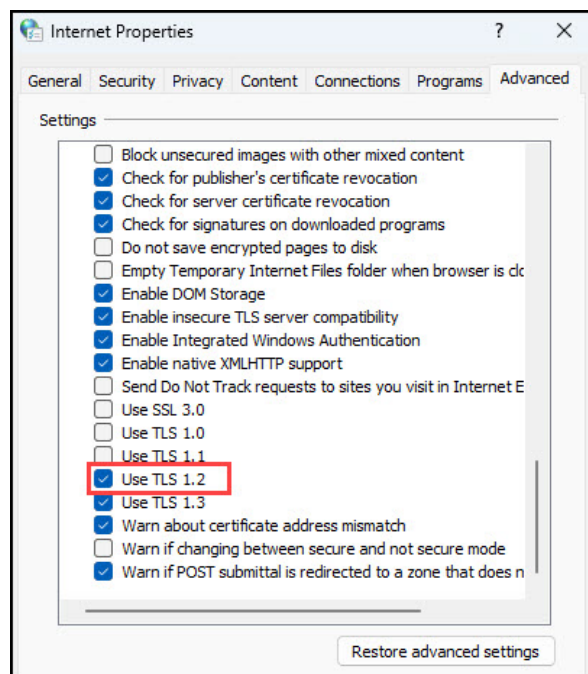 Internet Properties
?
General Security Privacy Content Connections Programs Advanced
Settings
Block unsecured images with other mixed content
Check for publisher's certificate revocation
Check for server certificate revocation
Check for signatures on downloaded programs
Do not save encrypted pages to disk
Empty Temporary Internet Files folder when browser is
Enable DOM Storage
Enable insecure TLS server compatibility
Enable Integrated Windows Authentication
Enable native XMLHTTP support
Send Do Not Track requests to sites you visit in Internet E
Use SSL 3.0
Use TLS 1.0
Use TLS 1.1
Use TLS 1.2
Use TLS 1.3
Warn about certificate address mismatch
Warn if changing between secure and not secure mode
Warn if POST submittal is redirected to a zone that does n
Restore advanced settings